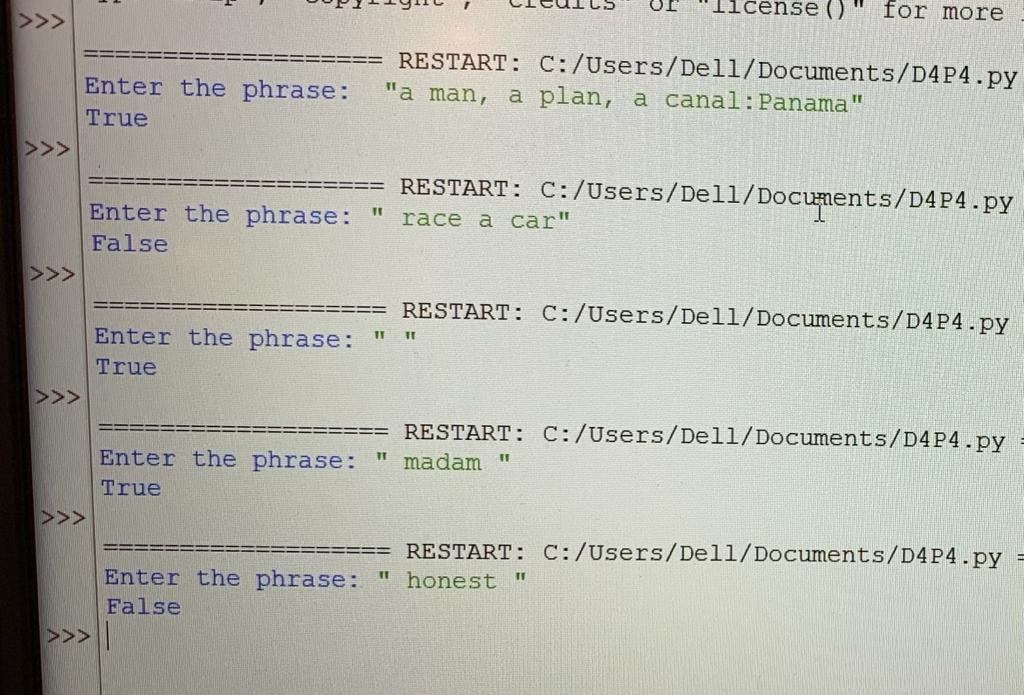 "Copyright", "credits" or "license()" for more
>>>
=================== RESTART: C:/Users/Dell/Documents/D4P4.py
Enter the phrase:  "a man, a plan, a canal:Panama"
True
>>>
=================== RESTART: C:/Users/Dell/Documents/D4P4.py
Enter the phrase: " race a car"
False
>>>
=================== RESTART: C:/Users/Dell/Documents/D4P4.py
Enter the phrase: " "
True
>>>
=================== RESTART: C:/Users/Dell/Documents/D4P4.py =
Enter the phrase: " madam "
True
>>>
=================== RESTART: C:/Users/Dell/Documents/D4P4.py =
Enter the phrase: " honest "
False
>>>